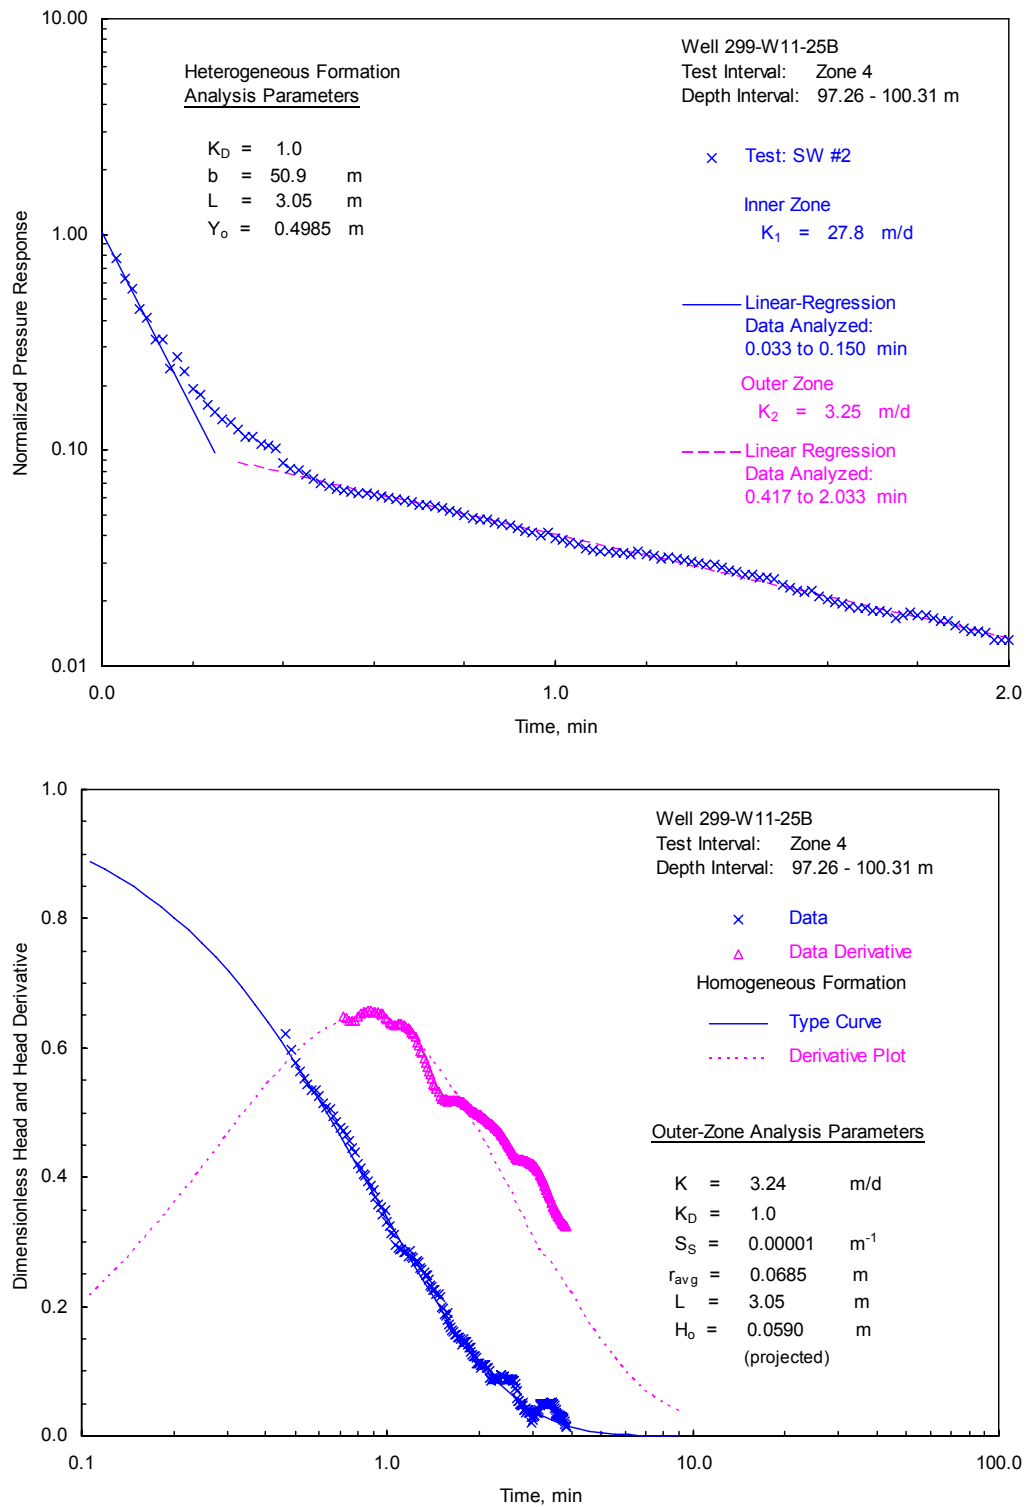 10.00
1.00
0.10
0.01
Normalized Pressure Response
Heterogeneous Formation
Analysis Parameters
K_D = 1.0
b = 50.9 m
L = 3.05 m
Y_o = 0.4985 m
Well 299-W11-25B
Test Interval: Zone 4
Depth Interval: 97.26 - 100.31 m
Test: SW #2
Inner Zone
K_1 = 27.8 m/d
Linear-Regression
Data Analyzed:
0.033 to 0.150 min
Outer Zone
K_2 = 3.25 m/d
Linear Regression
Data Analyzed:
0.417 to 2.033 min
0.0 1.0 2.0
Time, min
1.0
0.8
0.6
0.4
0.2
0.0
Dimensionless Head and Head Derivative
Well 299-W11-25B
Test Interval: Zone 4
Depth Interval: 97.26 - 100.31 m
Data
Data Derivative
Homogeneous Formation
Type Curve
Derivative Plot
Outer-Zone Analysis Parameters
K = 3.24 m/d
K_D = 1.0
S_S = 0.00001 m^-1
r_avg = 0.0685 m
L = 3.05 m
H_o = 0.0590 m
(projected)
0.1 1.0 10.0 100.0
Time, min